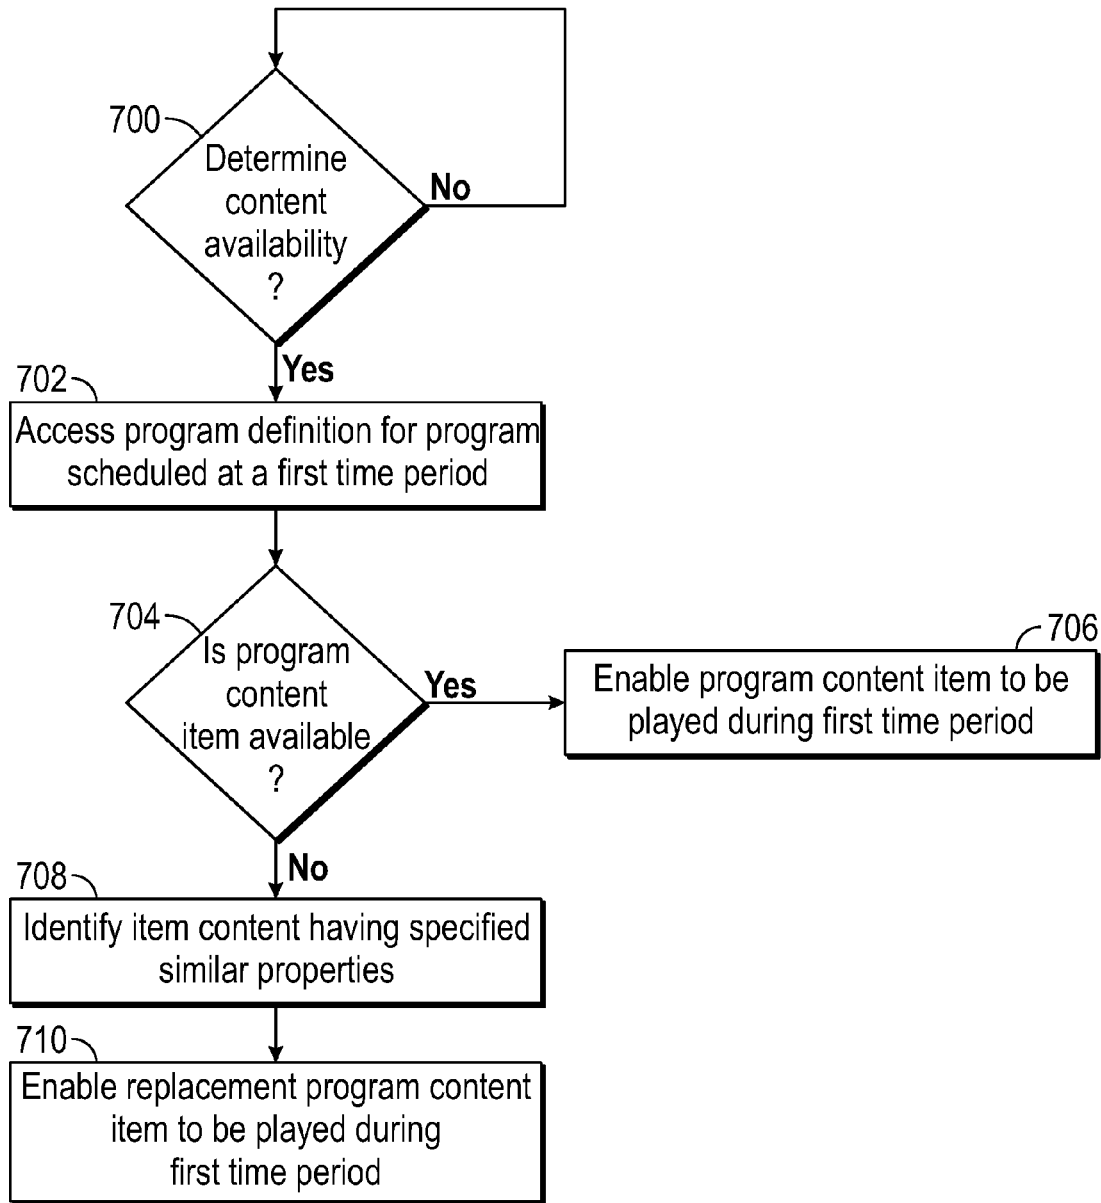 700
Determine
content
availability
?
No
Yes
702
Access program definition for program
scheduled at a first time period
704
Is program
content
item available
?
Yes
706
Enable program content item to be
played during first time period
No
708
Identify item content having specified
similar properties
710
Enable replacement program content
item to be played during
first time period